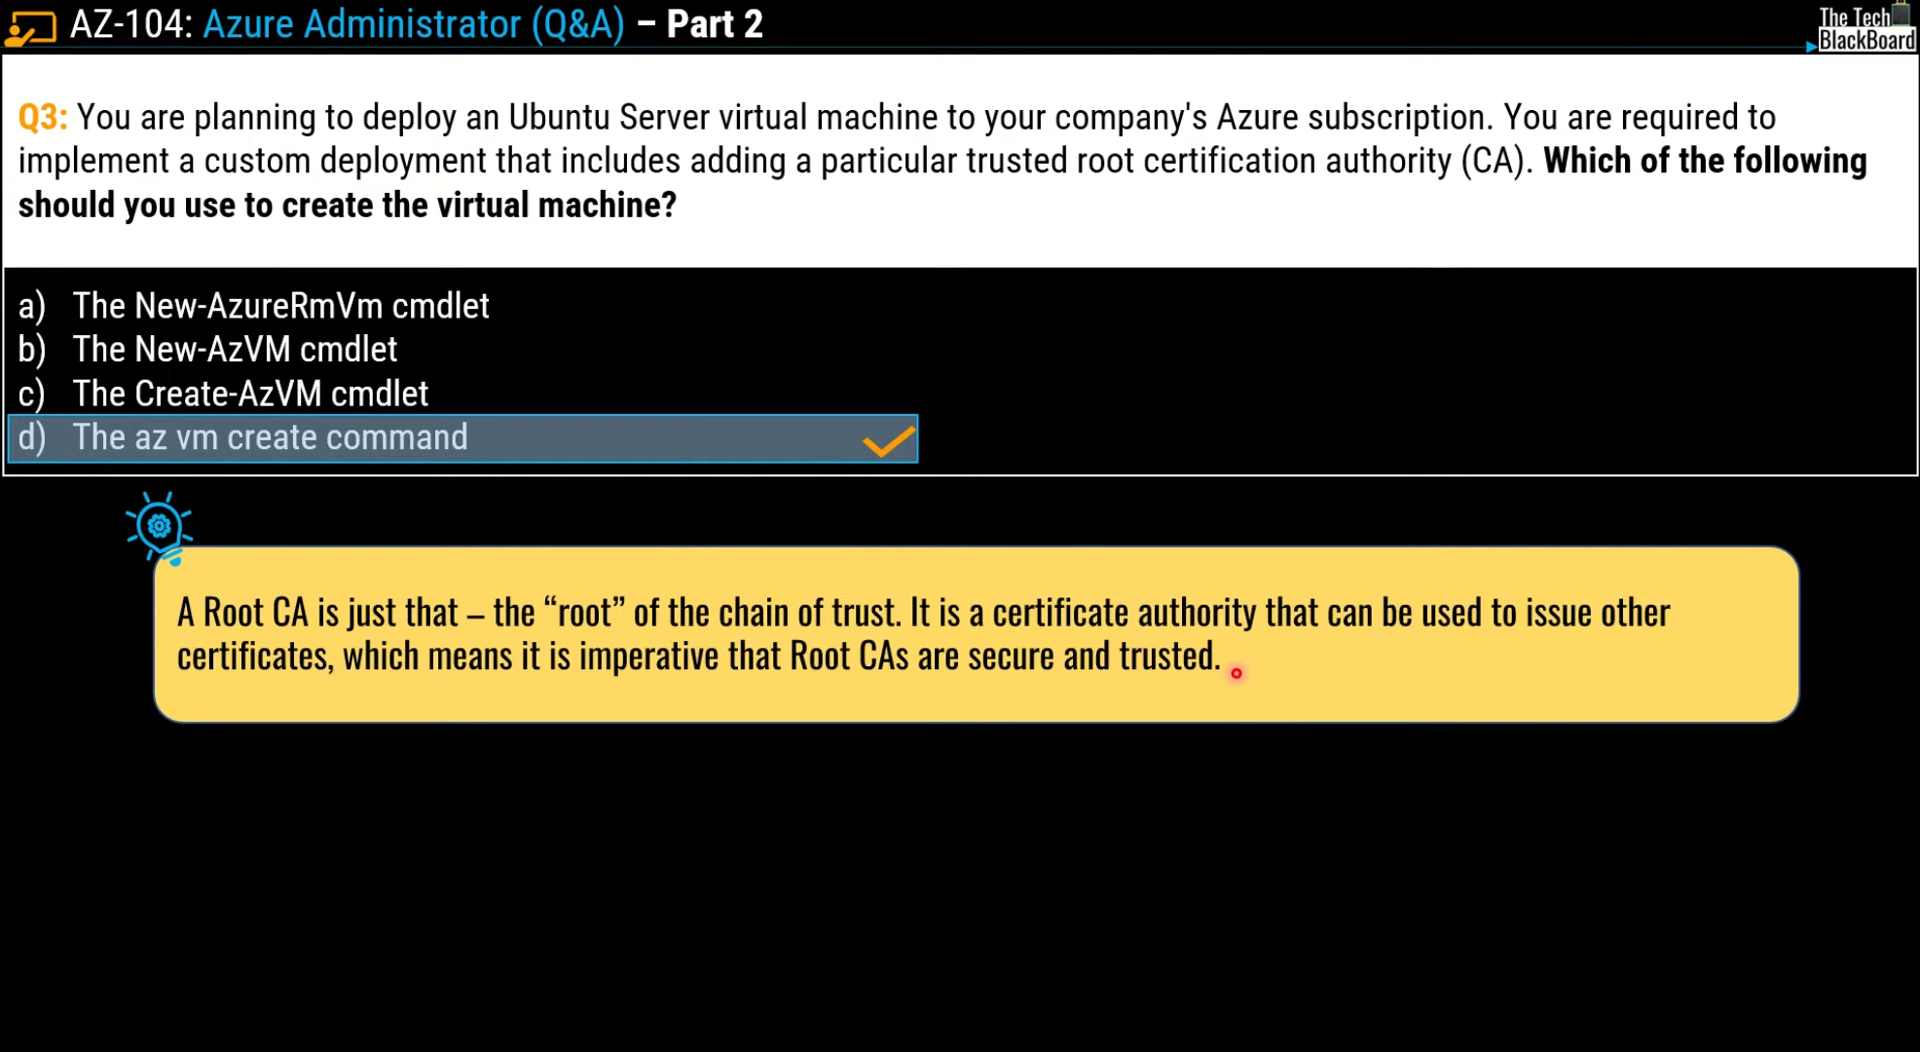 AZ-104: Azure Administrator (Q&A) – Part 2
The Tech
BlackBoard
Q3: You are planning to deploy an Ubuntu Server virtual machine to your company's Azure subscription. You are required to
implement a custom deployment that includes adding a particular trusted root certification authority (CA). Which of the following
should you use to create the virtual machine?
a) The New-AzureRmVm cmdlet
b) The New-AzVM cmdlet
c) The Create-AzVM cmdlet
d) The az vm create command
A Root CA is just that – the “root” of the chain of trust. It is a certificate authority that can be used to issue other
certificates, which means it is imperative that Root CAs are secure and trusted.